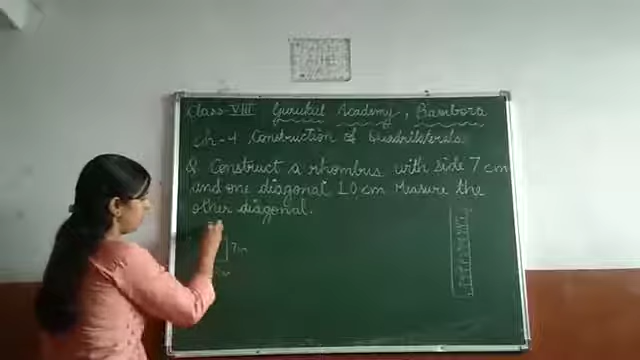 Class-VIII Gurukul Academy, Bambora
Ch-4, Construction of Quadrilaterals
Q Construct a rhombus with side 7 cm
and one diagonal 10 cm Measure the
other diagonal.
7cm